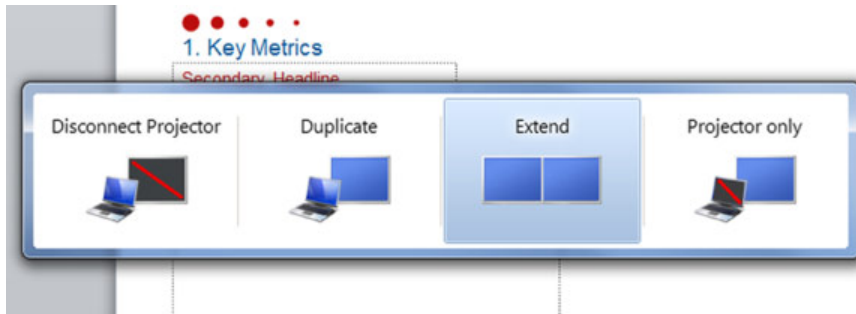 1. Key Metrics
Secondary Headline
Disconnect Projector
Duplicate
Extend
Projector only